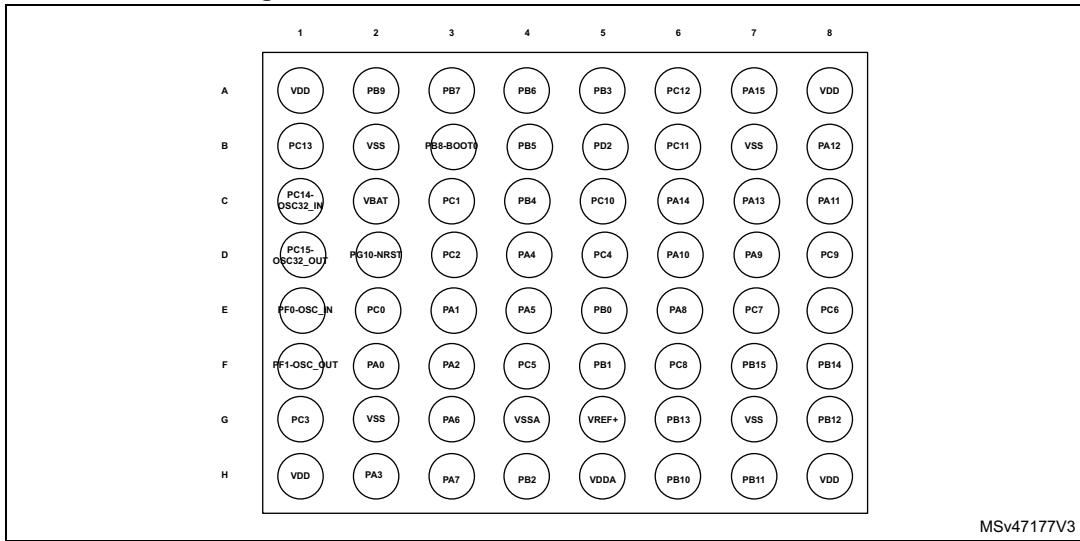 1 2 3 4 5 6 7 8
A VDD PB9 PB7 PB6 PB3 PC12 PA15 VDD
B PC13 VSS PB8-BOOT0 PB5 PD2 PC11 VSS PA12
C PC14-
OSC32_IN VBAT PC1 PB4 PC10 PA14 PA13 PA11
D PC15-
OSC32_OUT PG10-NRST PC2 PA4 PC4 PA10 PA9 PC9
E PF0-OSC_IN PC0 PA1 PA5 PB0 PA8 PC7 PC6
F PF1-OSC_OUT PA0 PA2 PC5 PB1 PC8 PB15 PB14
G PC3 VSS PA6 VSSA VREF+ PB13 VSS PB12
H VDD PA3 PA7 PB2 VDDA PB10 PB11 VDD
MSv47177V3